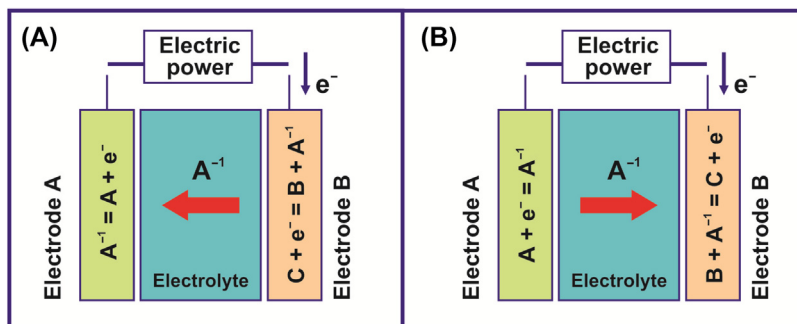 (A)
Electric
power
e⁻
Electrode A
A⁻¹ = A + e⁻
A⁻¹
Electrolyte
C + e⁻ = B + A⁻¹
Electrode B
(B)
Electric
power
e⁻
Electrode A
A + e⁻ = A⁻¹
A⁻¹
Electrolyte
B + A⁻¹ = C + e⁻
Electrode B